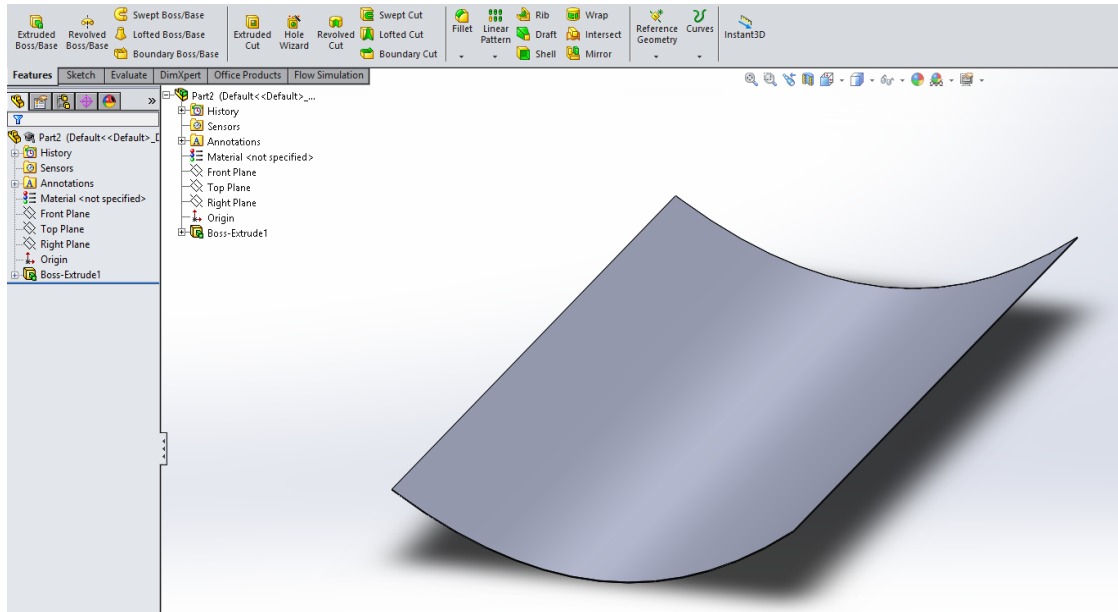 Extruded Boss/Base
Revolved Boss/Base
Swept Boss/Base
Lofted Boss/Base
Boundary Boss/Base
Extruded Cut
Hole Wizard
Revolved Cut
Swept Cut
Lofted Cut
Boundary Cut
Fillet
Linear Pattern
Rib
Draft
Shell
Wrap
Intersect
Mirror
Reference Geometry
Curves
Instant3D
Features
Sketch
Evaluate
DimXpert
Office Products
Flow Simulation
»
Part2 (Default<<Default>_D
History
Sensors
Annotations
Material <not specified>
Front Plane
Top Plane
Right Plane
Origin
Boss-Extrude1
Part2 (Default<<Default>_...
History
Sensors
Annotations
Material <not specified>
Front Plane
Top Plane
Right Plane
Origin
Boss-Extrude1